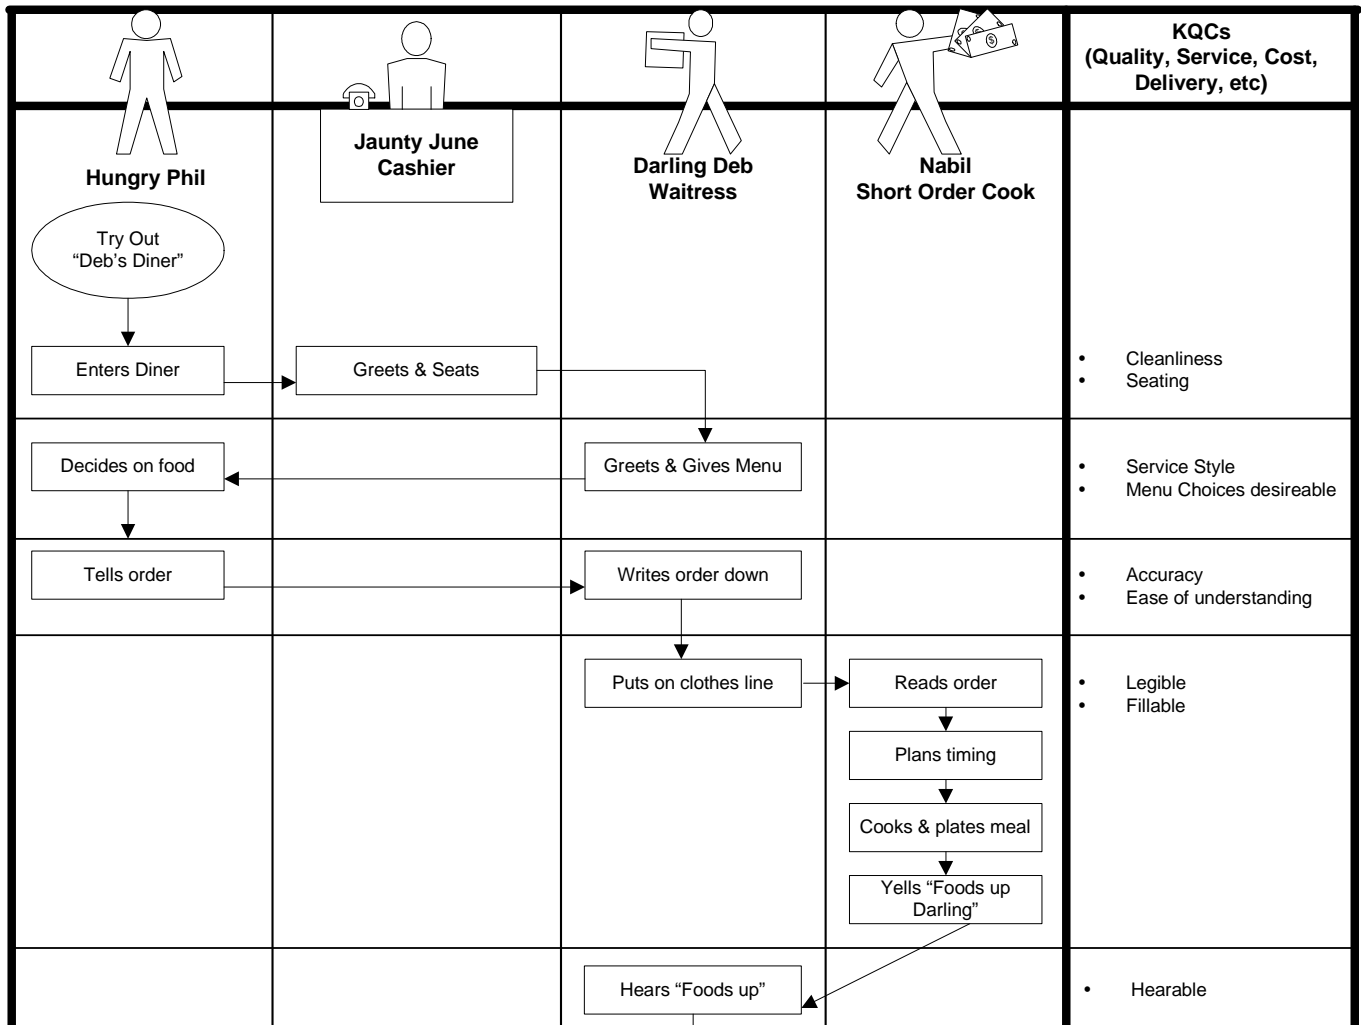 KQCs
(Quality, Service, Cost,
Delivery, etc)
Hungry Phil
Jaunty June
Cashier
Darling Deb
Waitress
Nabil
Short Order Cook
Try Out
“Deb’s Diner”
Enters Diner
Greets & Seats
• Cleanliness
• Seating
Decides on food
Greets & Gives Menu
• Service Style
• Menu Choices desireable
Tells order
Writes order down
• Accuracy
• Ease of understanding
Puts on clothes line
Reads order
• Legible
• Fillable
Plans timing
Cooks & plates meal
Yells “Foods up
Darling”
Hears “Foods up”
• Hearable